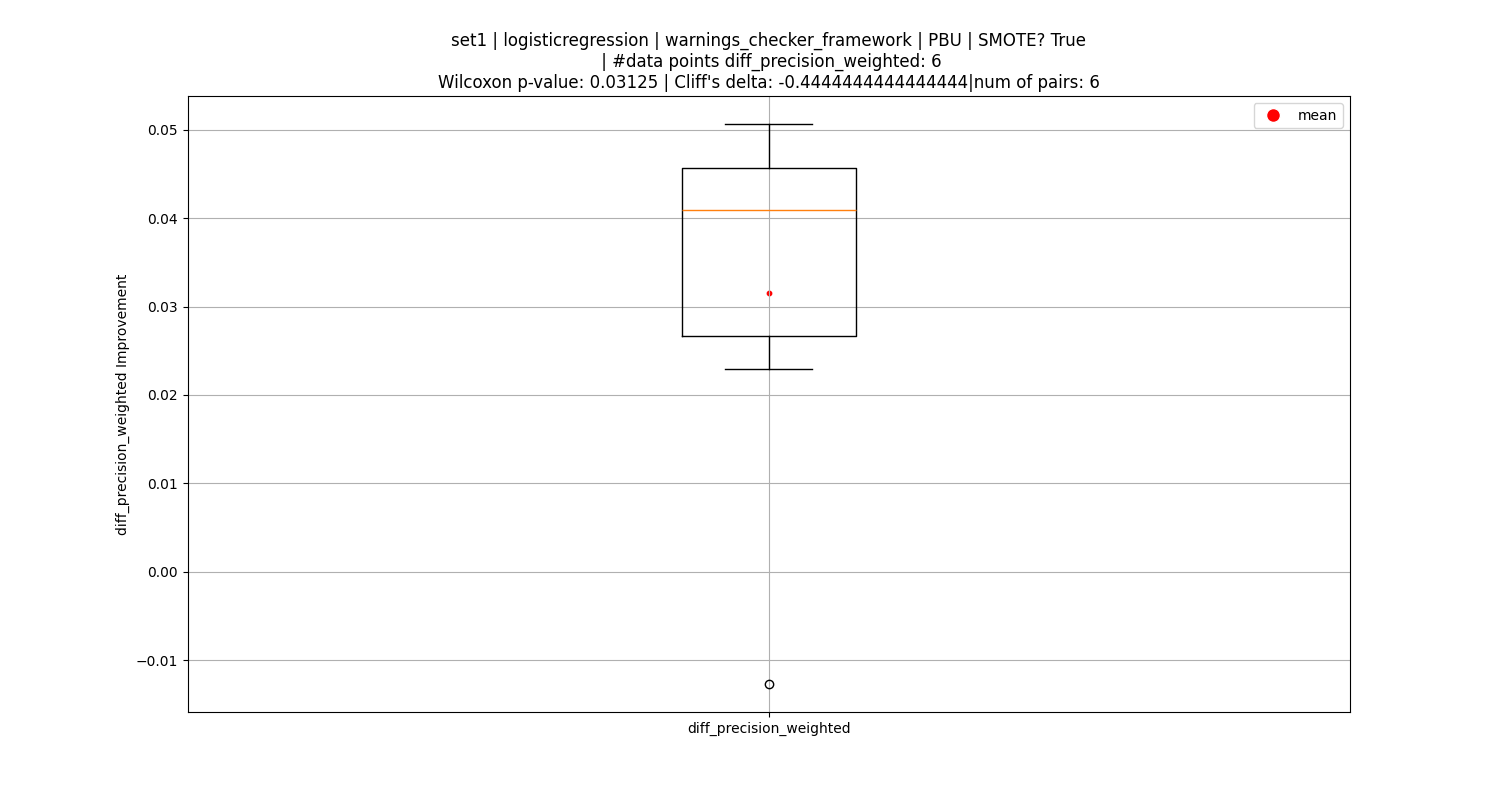 set1 | logisticregression | warnings_checker_framework | PBU | SMOTE? True
| #data points diff_precision_weighted: 6
Wilcoxon p-value: 0.03125 | Cliff's delta: -0.4444444444444444|num of pairs: 6
mean
0.05
0.04
0.03
0.02
0.01
0.00
−0.01
diff_precision_weighted Improvement
diff_precision_weighted